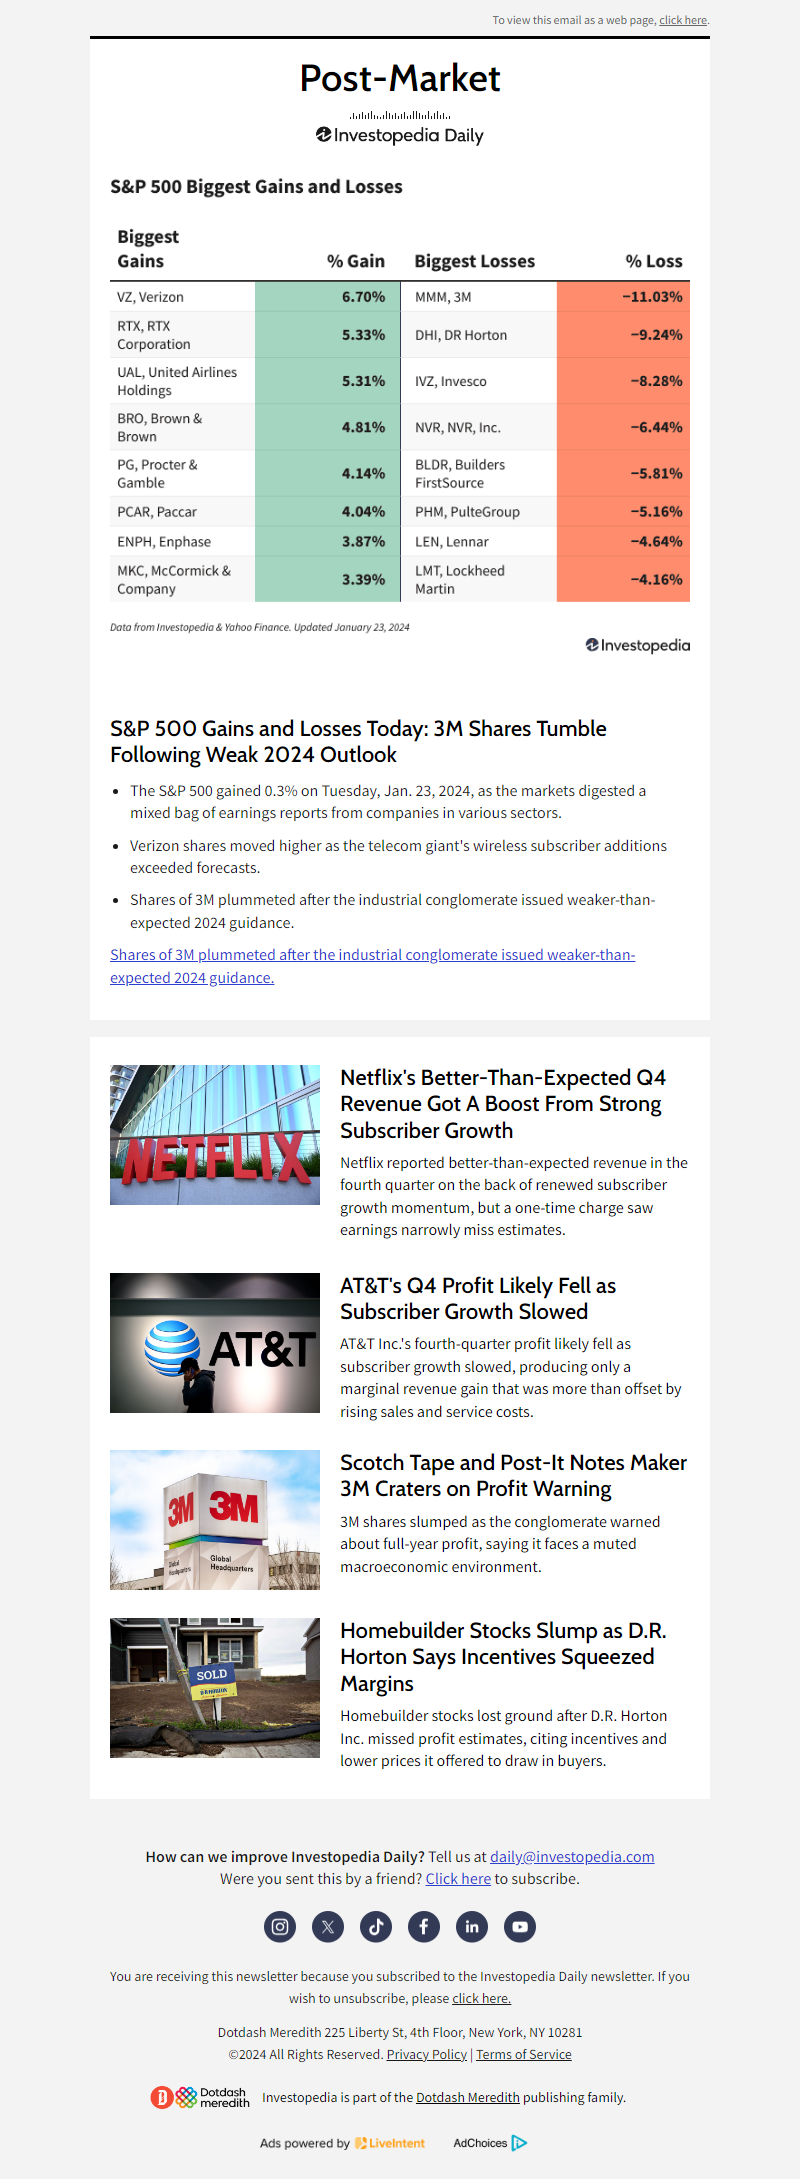 To view this email as a web page, click here.
Post-Market
Investopedia Daily
S&P 500 Biggest Gains and Losses
Biggest
Gains
% Gain
Biggest Losses
% Loss
VZ, Verizon
6.70%
MMM, 3M
−11.03%
RTX, RTX
Corporation
5.33%
DHI, DR Horton
−9.24%
UAL, United Airlines
Holdings
5.31%
IVZ, Invesco
−8.28%
BRO, Brown &
Brown
4.81%
NVR, NVR, Inc.
−6.44%
PG, Procter &
Gamble
4.14%
BLDR, Builders
FirstSource
−5.81%
PCAR, Paccar
4.04%
PHM, PulteGroup
−5.16%
ENPH, Enphase
3.87%
LEN, Lennar
−4.64%
MKC, McCormick &
Company
3.39%
LMT, Lockheed
Martin
−4.16%
Data from Investopedia & Yahoo Finance. Updated January 23, 2024
Investopedia
S&P 500 Gains and Losses Today: 3M Shares Tumble
Following Weak 2024 Outlook
• The S&P 500 gained 0.3% on Tuesday, Jan. 23, 2024, as the markets digested a
mixed bag of earnings reports from companies in various sectors.
• Verizon shares moved higher as the telecom giant's wireless subscriber additions
exceeded forecasts.
• Shares of 3M plummeted after the industrial conglomerate issued weaker-than-
expected 2024 guidance.
Shares of 3M plummeted after the industrial conglomerate issued weaker-than-
expected 2024 guidance.
NETFLIX
Netflix's Better-Than-Expected Q4
Revenue Got A Boost From Strong
Subscriber Growth
Netflix reported better-than-expected revenue in the
fourth quarter on the back of renewed subscriber
growth momentum, but a one-time charge saw
earnings narrowly miss estimates.
AT&T
AT&T's Q4 Profit Likely Fell as
Subscriber Growth Slowed
AT&T Inc.'s fourth-quarter profit likely fell as
subscriber growth slowed, producing only a
marginal revenue gain that was more than offset by
rising sales and service costs.
3M 3M
Global
Headquarters
Global
Headquarters
Scotch Tape and Post-It Notes Maker
3M Craters on Profit Warning
3M shares slumped as the conglomerate warned
about full-year profit, saying it faces a muted
macroeconomic environment.
SOLD
Homebuilder Stocks Slump as D.R.
Horton Says Incentives Squeezed
Margins
Homebuilder stocks lost ground after D.R. Horton
Inc. missed profit estimates, citing incentives and
lower prices it offered to draw in buyers.
How can we improve Investopedia Daily? Tell us at daily@investopedia.com
Were you sent this by a friend? Click here to subscribe.
You are receiving this newsletter because you subscribed to the Investopedia Daily newsletter. If you
wish to unsubscribe, please click here.
Dotdash Meredith 225 Liberty St, 4th Floor, New York, NY 10281
©2024 All Rights Reserved. Privacy Policy | Terms of Service
Dotdash
meredith
Investopedia is part of the Dotdash Meredith publishing family.
Ads powered by LiveIntent
AdChoices